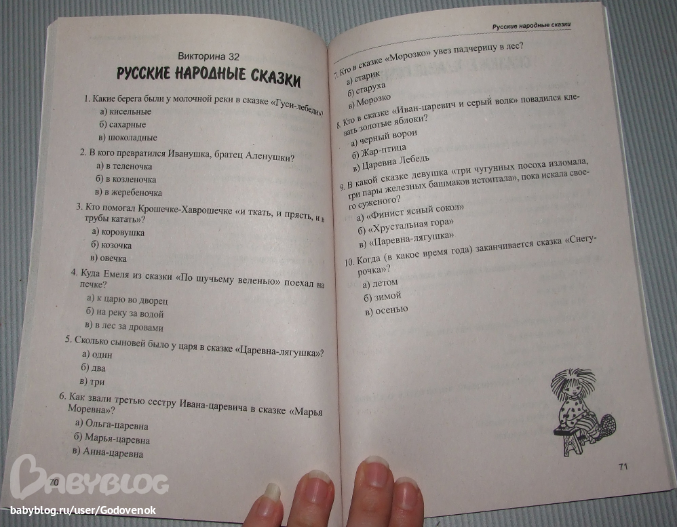 Викторина 32
РУССКИЕ НАРОДНЫЕ СКАЗКИ
1. Какие берега были у молочной реки в сказке «Гуси-лебеди»?
а) кисельные
б) сахарные
в) шоколадные
2. В кого превратился Иванушка, братец Аленушки?
а) в теленочка
б) в козленочка
в) в жеребеночка
3. Кто помогал Крошечке-Хаврошечке «и ткать, и прясть, и в
трубы катать»?
а) коровушка
б) козочка
в) овечка
4. Куда Емеля из сказки «По щучьему веленью» поехал на
печке?
а) к царю во дворец
б) на реку за водой
в) в лес за дровами
5. Сколько сыновей было у царя в сказке «Царевна-лягушка»?
а) один
б) два
в) три
6. Как звали третью сестру Ивана-царевича в сказке «Марья
Моревна»?
а) Ольга-царевна
б) Марья-царевна
в) Анна-царевна
70
Русские народные сказки
7. Кто в сказке «Морозко» увез падчерицу в лес?
а) старик
б) старуха
в) Морозко
8. Кто в сказке «Иван-царевич и серый волк» повадился кле-
вать золотые яблоки?
а) черный ворон
б) Жар-птица
в) Царевна Лебедь
9. В какой сказке девушка «три чугунных посоха изломала,
три пары железных башмаков истоптала», пока искала свое-
го суженого?
а) «Финист ясный сокол»
б) «Хрустальная гора»
в) «Царевна-лягушка»
10. Когда (в какое время года) заканчивается сказка «Снегу-
рочка»?
а) летом
б) зимой
в) осенью
71
BABYBLOG
babyblog.ru/user/Godovenok